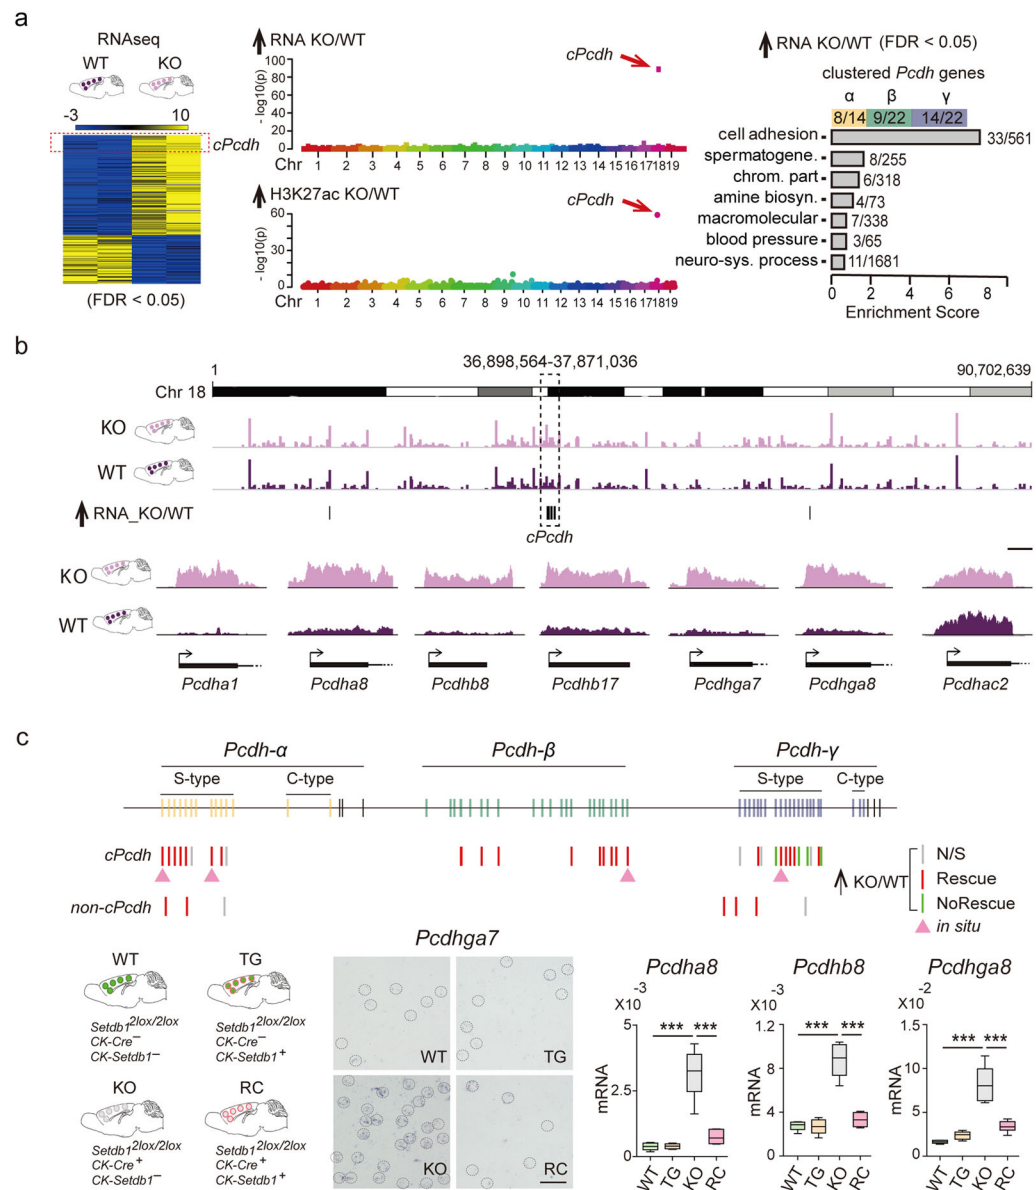 a
RNAseq
WT
KO
-3
10
cPcdh
(FDR < 0.05)
RNA KO/WT
cPcdh
- log10(p)
100
80
60
40
20
0
Chr 1 2 3 4 5 6 7 8 9 10 11 12 13 14 15 16 17 18 19
H3K27ac KO/WT
cPcdh
- log10(p)
60
30
0
Chr 1 2 3 4 5 6 7 8 9 10 11 12 13 14 15 16 17 18 19
RNA KO/WT (FDR < 0.05)
clustered Pcdh genes
α β γ
8/14 9/22 14/22
cell adhesion 33/561
spermatogene. 8/255
chrom. part 6/318
amine biosyn. 4/73
macromolecular 7/338
blood pressure 3/65
neuro-sys. process 11/1681
0 2 4 6 8
Enrichment Score
b
1
36,898,564-37,871,036
90,702,639
Chr 18
KO
WT
RNA_KO/WT
cPcdh
KO
WT
Pcdha1
Pcdha8
Pcdhb8
Pcdhb17
Pcdhga7
Pcdhga8
Pcdhac2
c
Pcdh-α
Pcdh-β
Pcdh-γ
S-type
C-type
S-type
C-type
cPcdh
non-cPcdh
KO/WT
N/S
Rescue
NoRescue
in situ
WT
Setdb12lox/2lox
CK-Cre−
CK-Setdb1−
TG
Setdb12lox/2lox
CK-Cre−
CK-Setdb1+
KO
Setdb12lox/2lox
CK-Cre+
CK-Setdb1−
RC
Setdb12lox/2lox
CK-Cre+
CK-Setdb1+
Pcdhga7
WT
TG
KO
RC
Pcdha8
X10 -3
mRNA
5
2.5
0
*** ***
WT TG KO RC
Pcdhb8
X10 -3
mRNA
1.2
8
4
0
*** ***
WT TG KO RC
Pcdhga8
X10 -2
mRNA
1.5
10
5
0
*** ***
WT TG KO RC